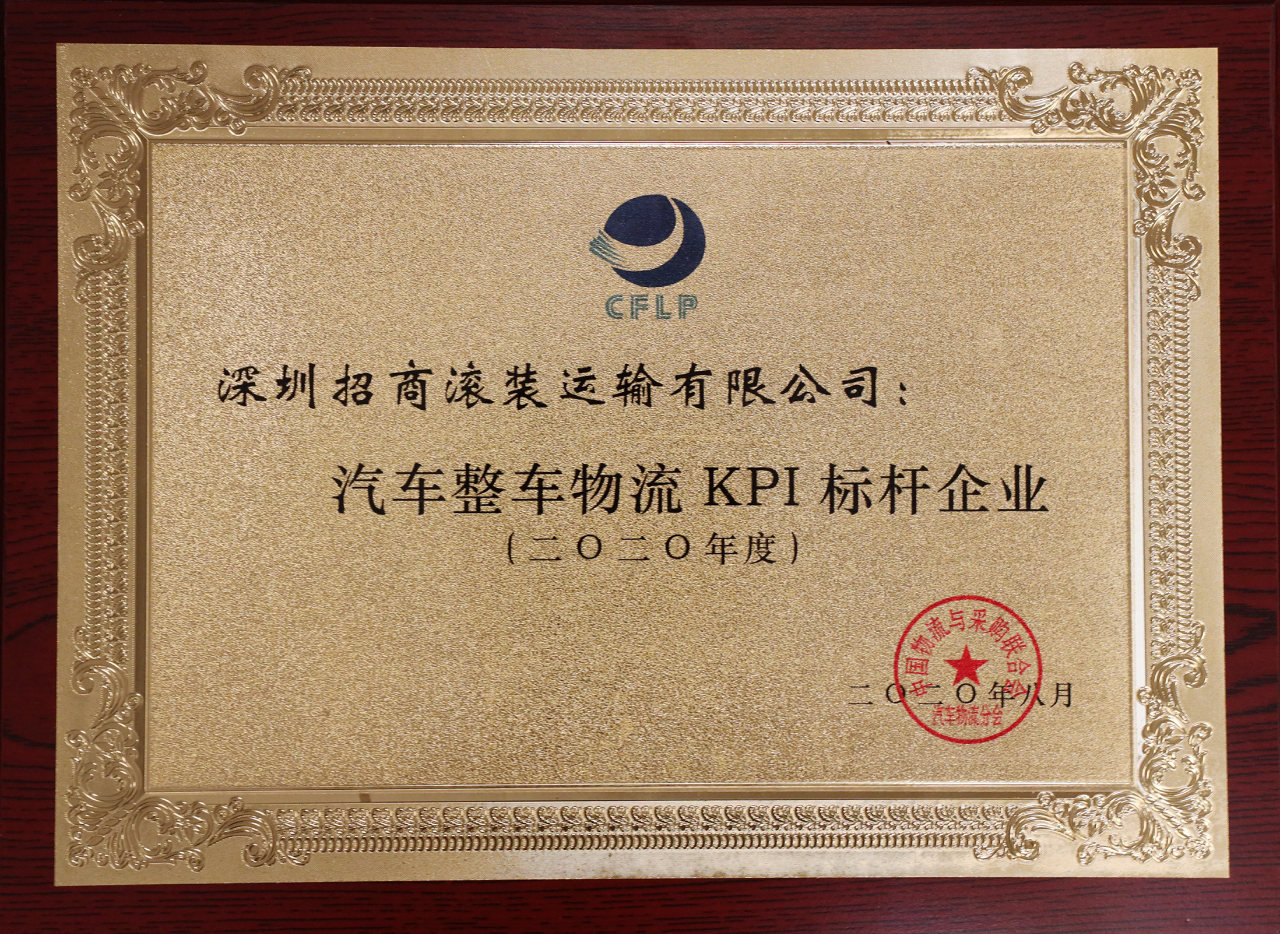 CFLP
深圳招商滚装运输有限公司：
汽车整车物流 KPI 标杆企业
（二〇二〇年度）
中国物流与采购联合会
二〇二〇年八月
汽车物流分会